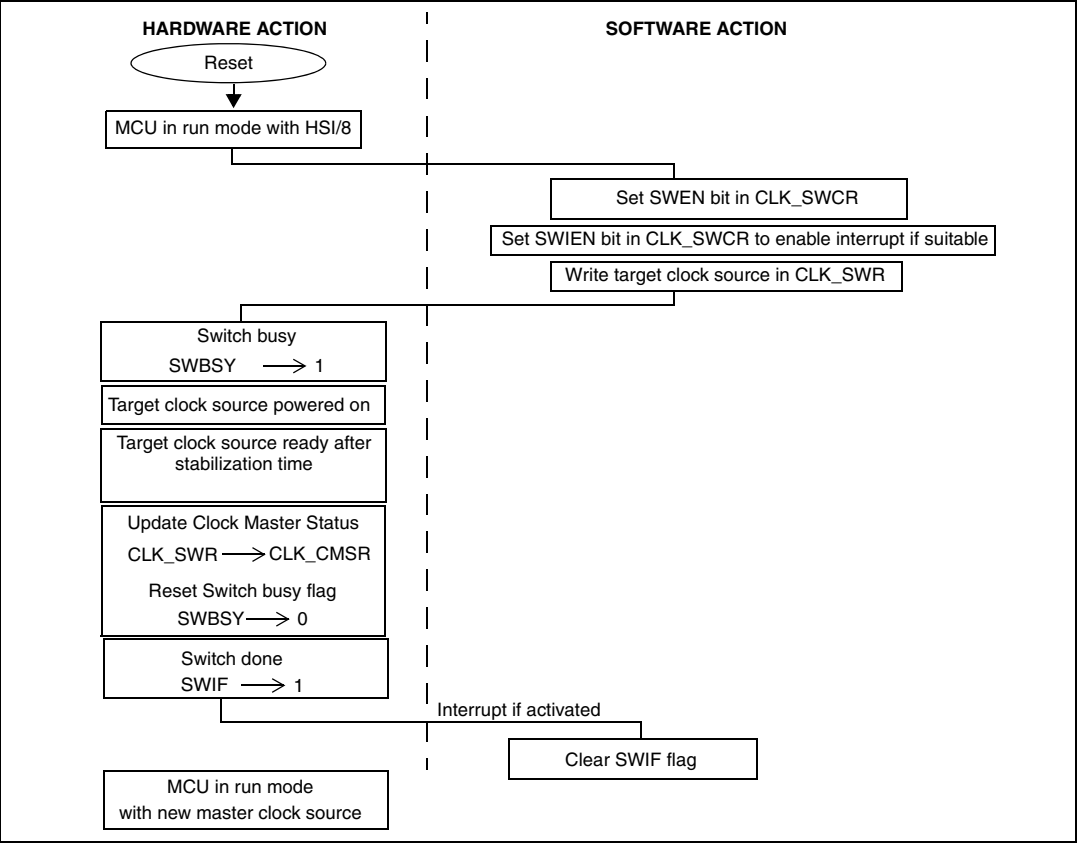 HARDWARE ACTION
SOFTWARE ACTION
Reset
MCU in run mode with HSI/8
Set SWEN bit in CLK_SWCR
Set SWIEN bit in CLK_SWCR to enable interrupt if suitable
Write target clock source in CLK_SWR
Switch busy
SWBSY → 1
Target clock source powered on
Target clock source ready after
stabilization time
Update Clock Master Status
CLK_SWR → CLK_CMSR
Reset Switch busy flag
SWBSY → 0
Switch done
SWIF → 1
Interrupt if activated
Clear SWIF flag
MCU in run mode
with new master clock source